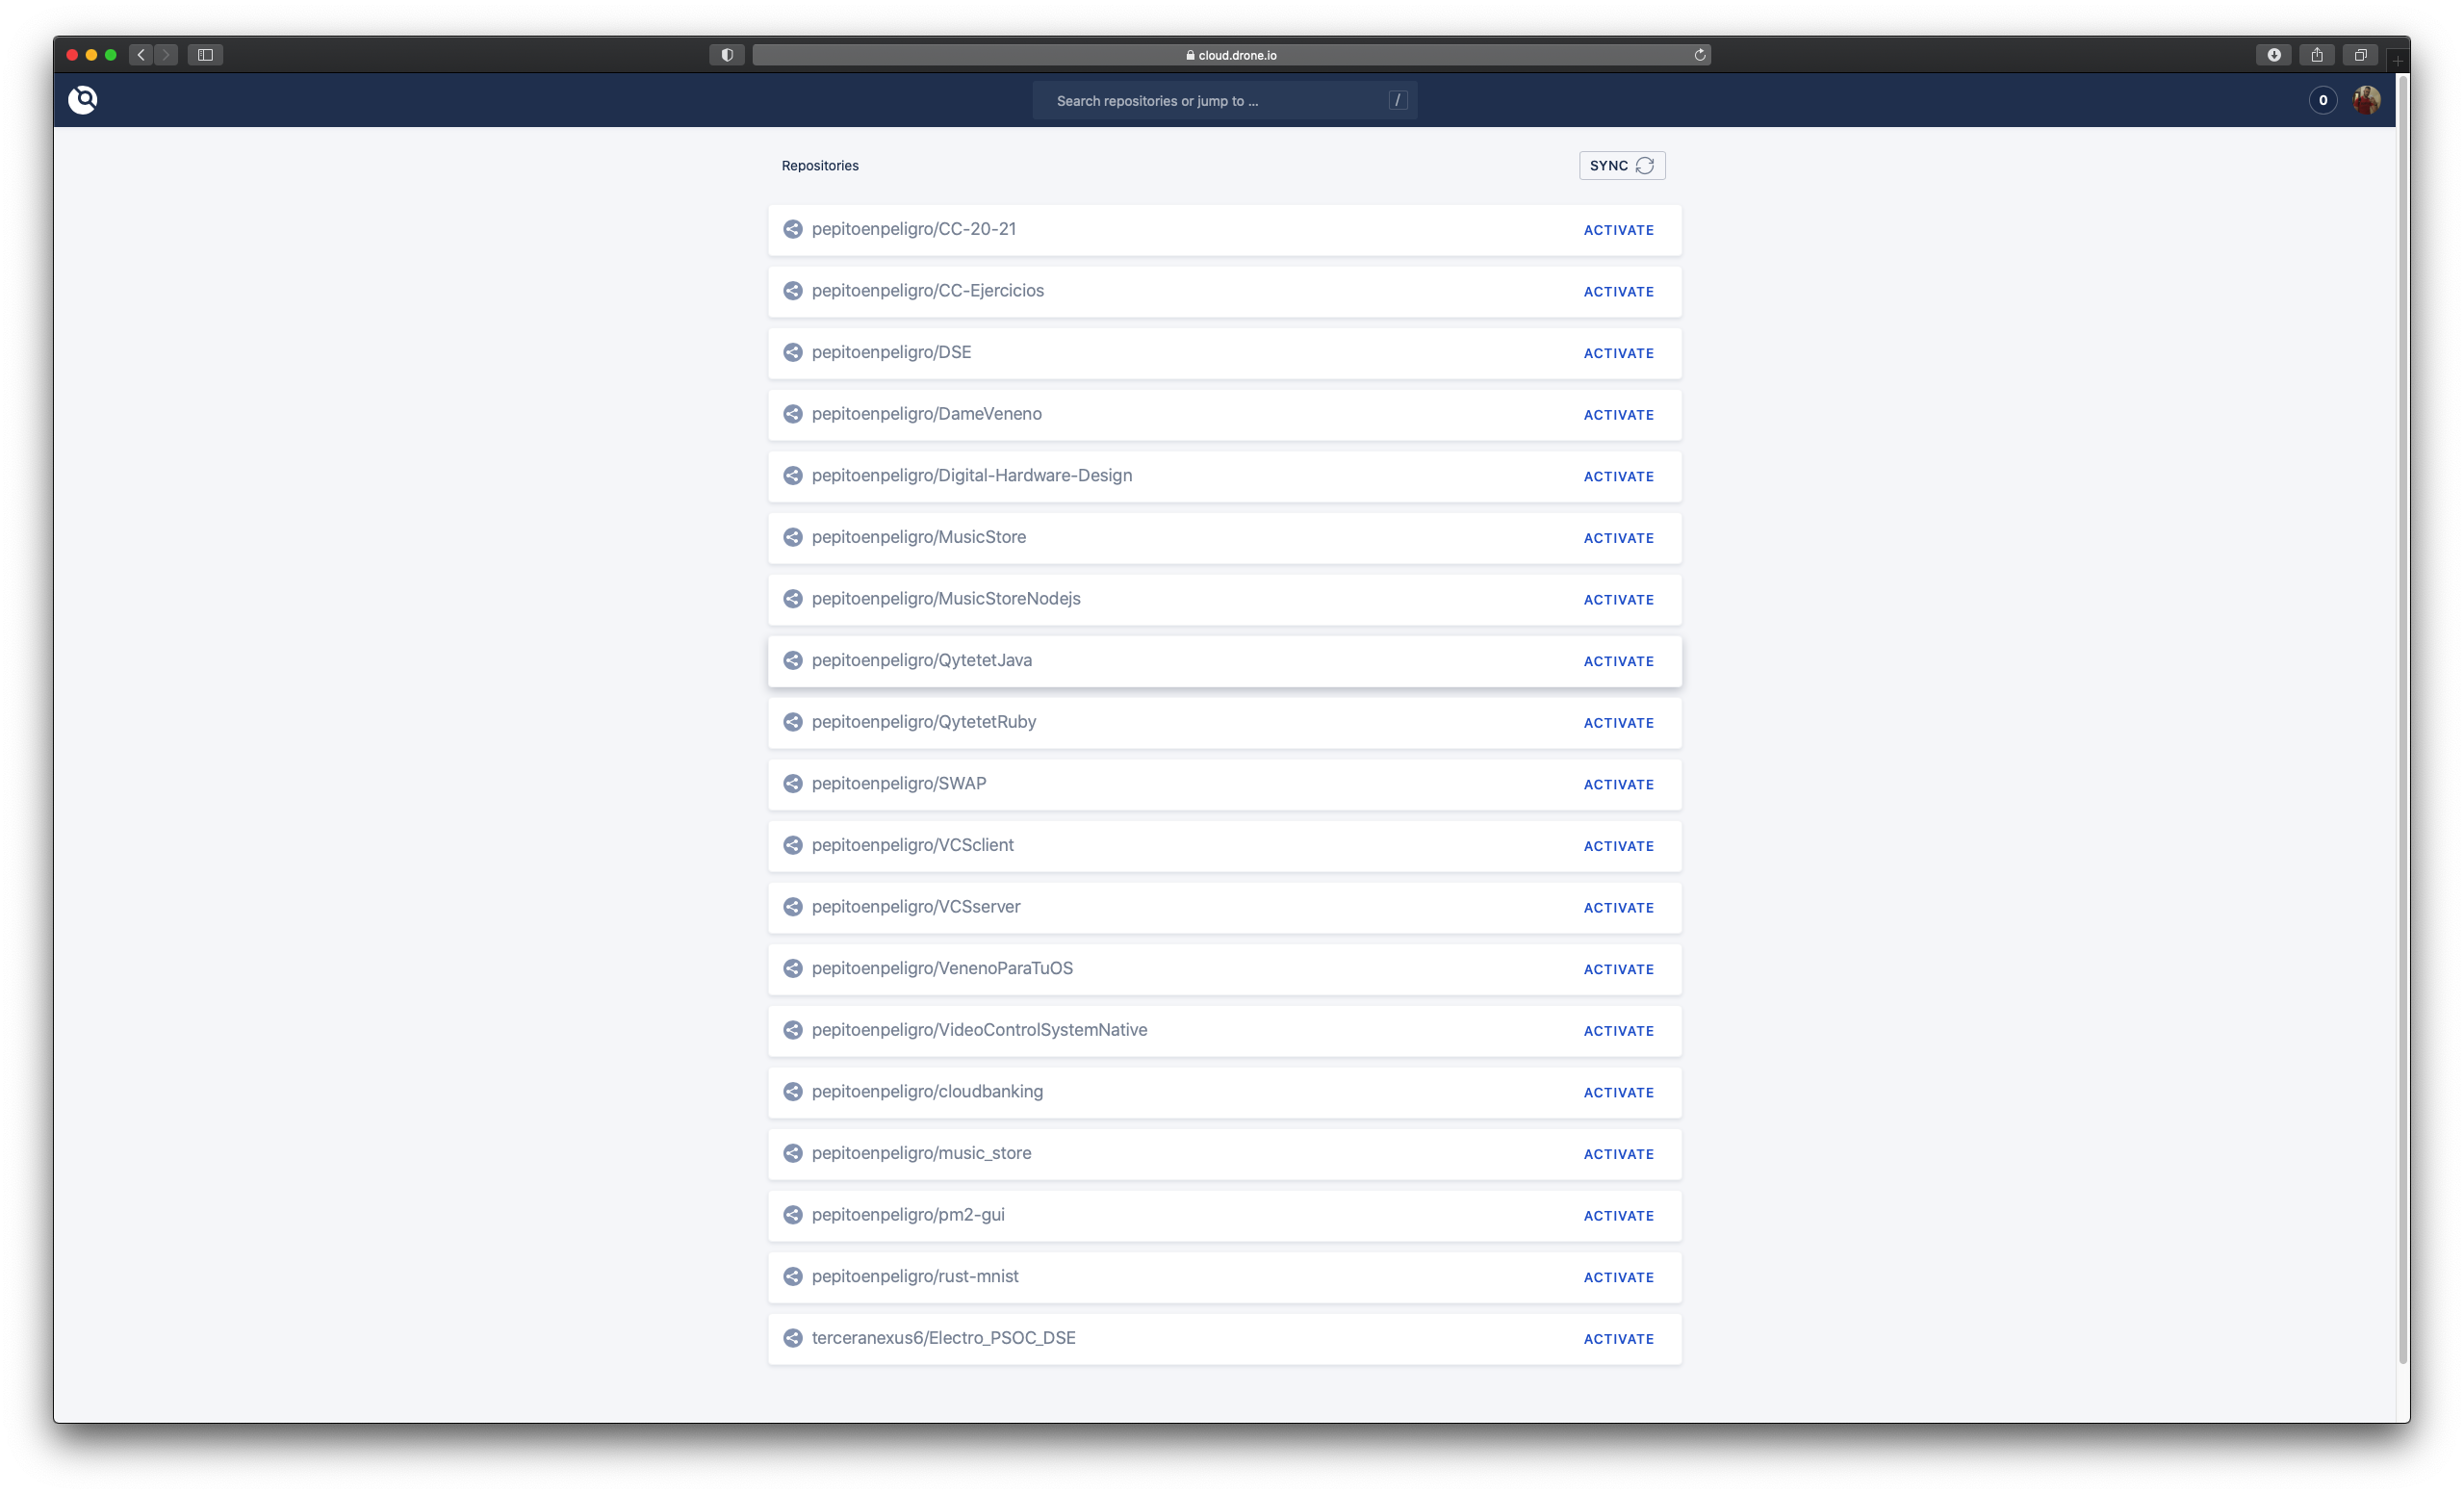 cloud.drone.io
Search repositories or jump to ... /
0
Repositories
SYNC
pepitoenpeligro/CC-20-21 ACTIVATE
pepitoenpeligro/CC-Ejercicios ACTIVATE
pepitoenpeligro/DSE ACTIVATE
pepitoenpeligro/DameVeneno ACTIVATE
pepitoenpeligro/Digital-Hardware-Design ACTIVATE
pepitoenpeligro/MusicStore ACTIVATE
pepitoenpeligro/MusicStoreNodejs ACTIVATE
pepitoenpeligro/QytetetJava ACTIVATE
pepitoenpeligro/QytetetRuby ACTIVATE
pepitoenpeligro/SWAP ACTIVATE
pepitoenpeligro/VCSclient ACTIVATE
pepitoenpeligro/VCSserver ACTIVATE
pepitoenpeligro/VenenoParaTuOS ACTIVATE
pepitoenpeligro/VideoControlSystemNative ACTIVATE
pepitoenpeligro/cloudbanking ACTIVATE
pepitoenpeligro/music_store ACTIVATE
pepitoenpeligro/pm2-gui ACTIVATE
pepitoenpeligro/rust-mnist ACTIVATE
terceranexus6/Electro_PSOC_DSE ACTIVATE